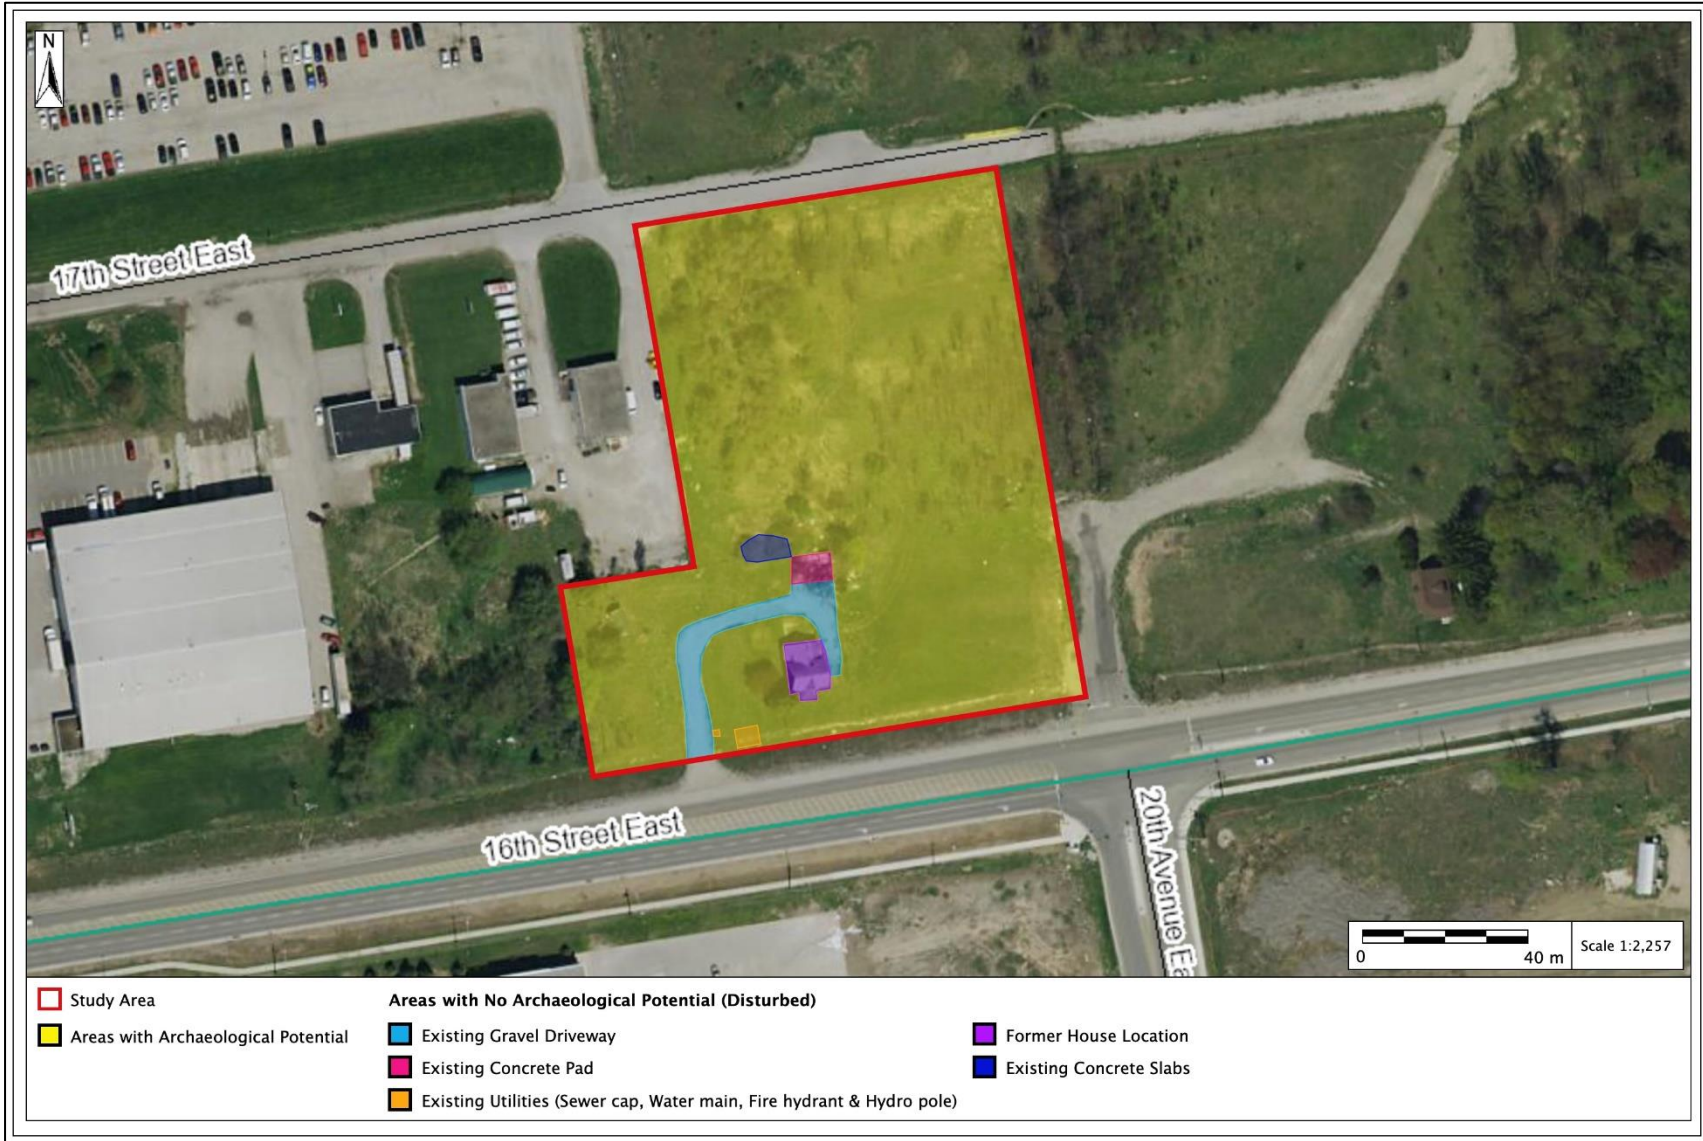 N
17th Street East
16th Street East
20th Avenue Ea
0
40 m
Scale 1:2,257
Study Area
Areas with Archaeological Potential
Areas with No Archaeological Potential (Disturbed)
Existing Gravel Driveway
Existing Concrete Pad
Existing Utilities (Sewer cap, Water main, Fire hydrant & Hydro pole)
Former House Location
Existing Concrete Slabs